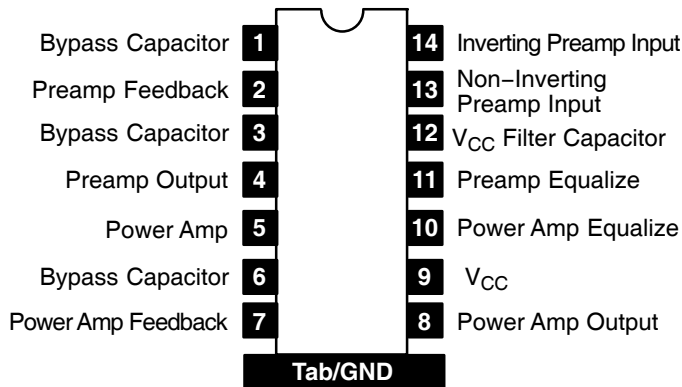 Bypass Capacitor 1 14 Inverting Preamp Input
Preamp Feedback 2 13 Non−Inverting
Preamp Input
Bypass Capacitor 3 12 VCC Filter Capacitor
Preamp Output 4 11 Preamp Equalize
Power Amp 5 10 Power Amp Equalize
Bypass Capacitor 6 9 VCC
Power Amp Feedback 7 8 Power Amp Output
Tab/GND